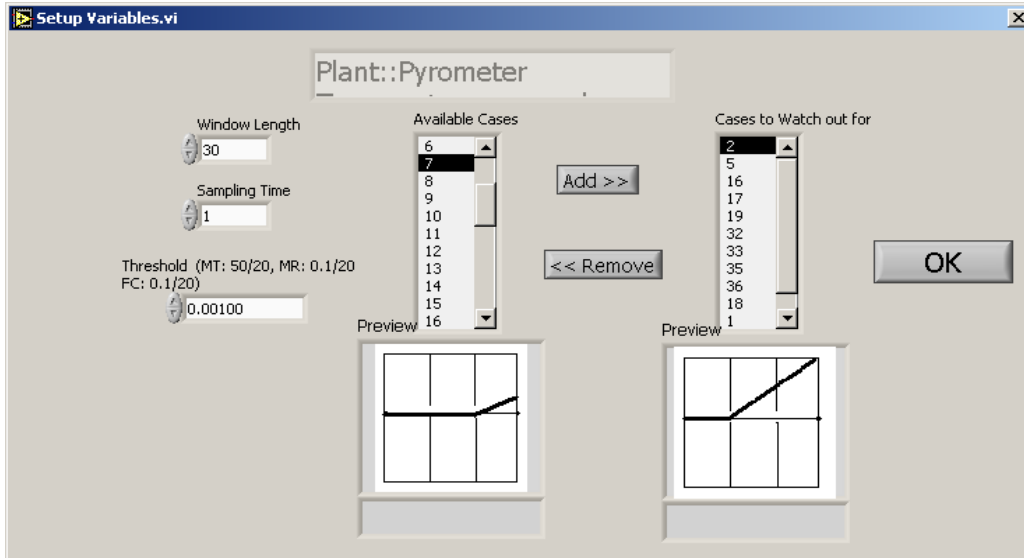 Setup Variables.vi
Plant::Pyrometer
Window Length
30
Sampling Time
1
Threshold (MT: 50/20, MR: 0.1/20
FC: 0.1/20)
0.00100
Available Cases
6
7
8
9
10
11
12
13
14
15
16
Add >>
<< Remove
Cases to Watch out for
2
5
16
17
19
32
33
35
36
18
1
OK
Preview
Preview